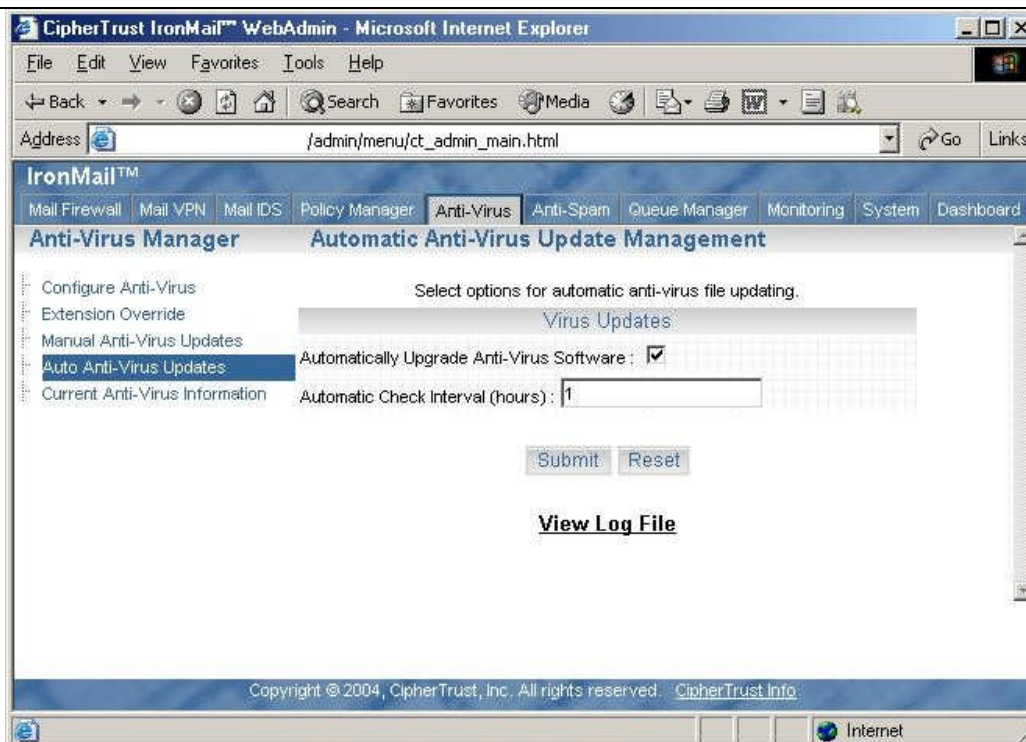 CipherTrust IronMail™ WebAdmin - Microsoft Internet Explorer
File Edit View Favorites Tools Help
Back Search Favorites Media
Address /admin/menu/ct_admin_main.html Go Links
IronMail™
Mail Firewall Mail VPN Mail IDS Policy Manager Anti-Virus Anti-Spam Queue Manager Monitoring System Dashboard
Anti-Virus Manager
Configure Anti-Virus
Extension Override
Manual Anti-Virus Updates
Auto Anti-Virus Updates
Current Anti-Virus Information
Automatic Anti-Virus Update Management
Select options for automatic anti-virus file updating.
Virus Updates
Automatically Upgrade Anti-Virus Software :
Automatic Check Interval (hours) : 1
Submit Reset
View Log File
Copyright © 2004, CipherTrust, Inc. All rights reserved. CipherTrust Info
Internet